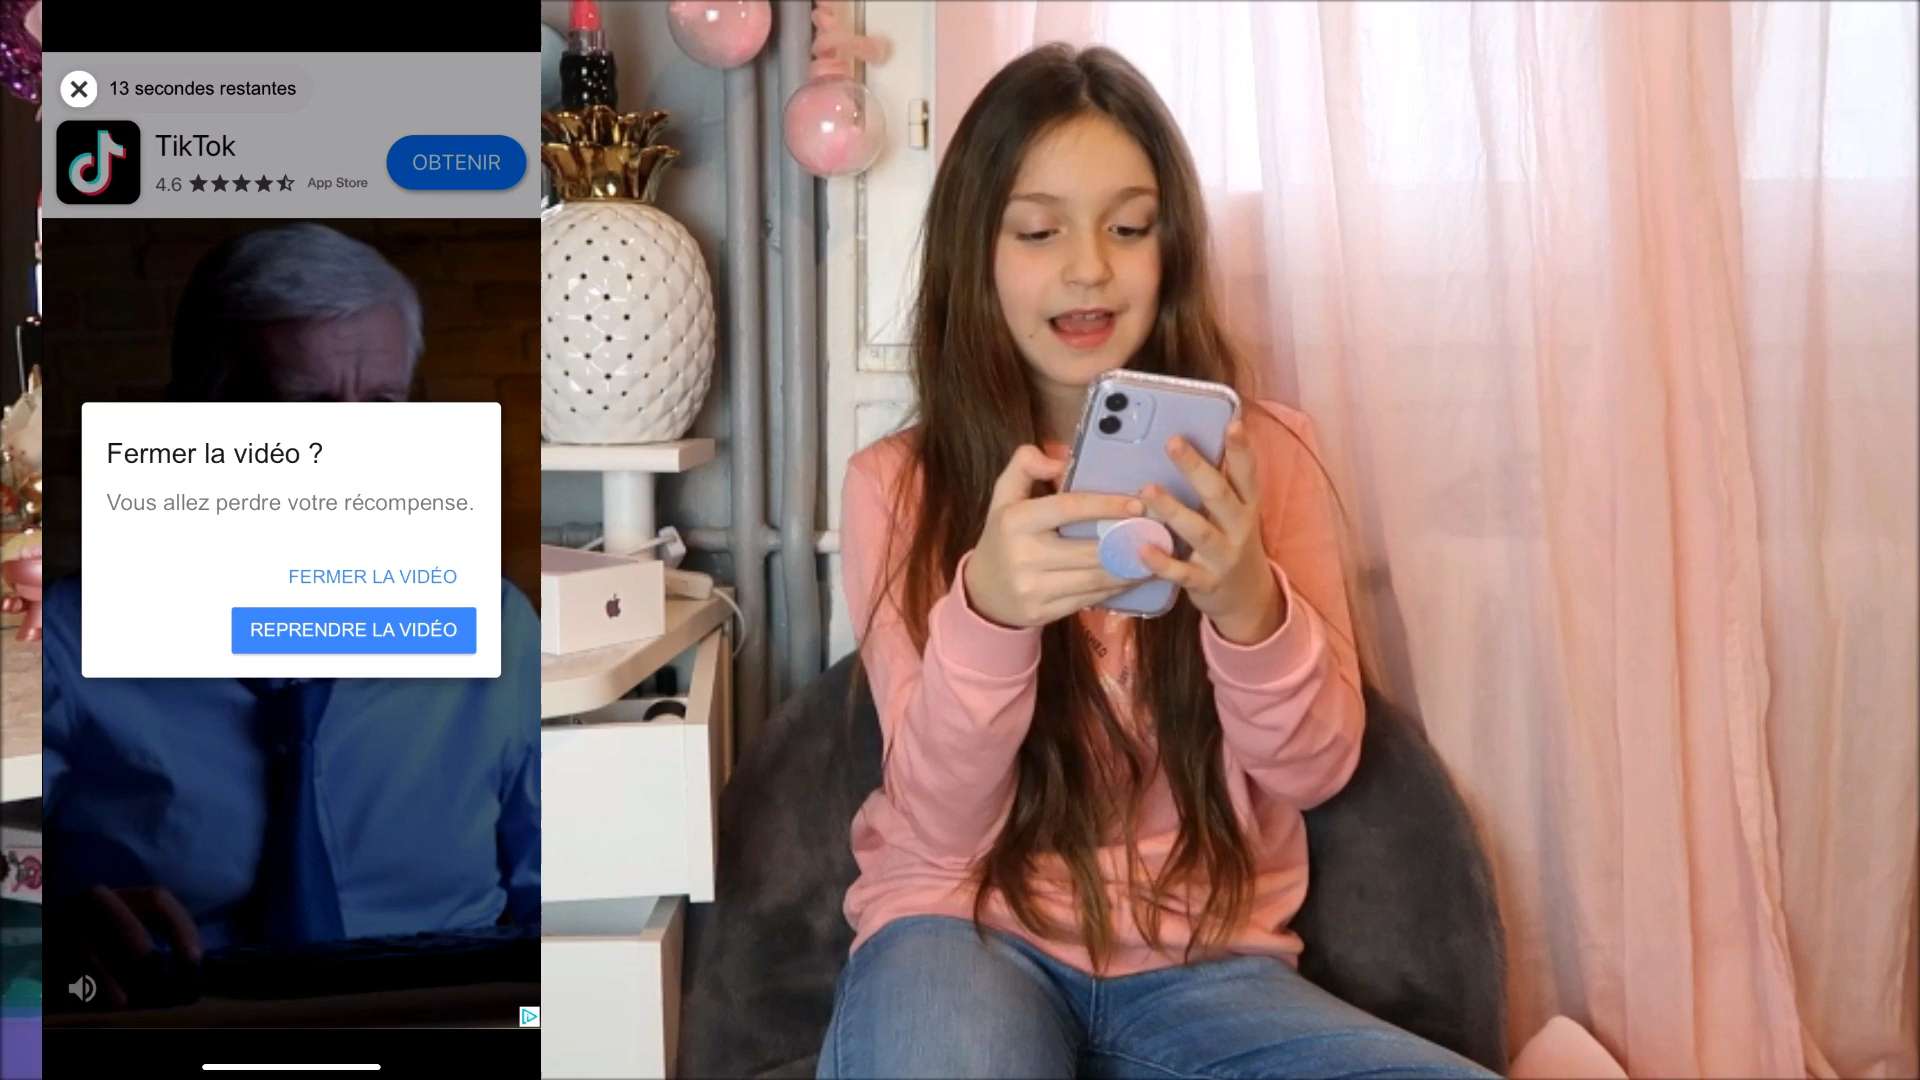 13 secondes restantes
TikTok
4.6
App Store
OBTENIR
Fermer la vidéo ?
Vous allez perdre votre récompense.
FERMER LA VIDÉO
REPRENDRE LA VIDÉO